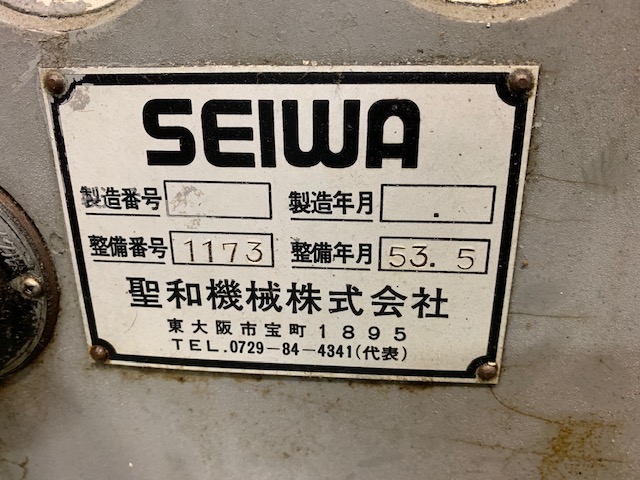 SEIWA
製造番号 製造年月 .
整備番号 1173 整備年月 53.5
聖和機械株式会社
東大阪市宝町1895
TEL.0729-84-4341(代表)